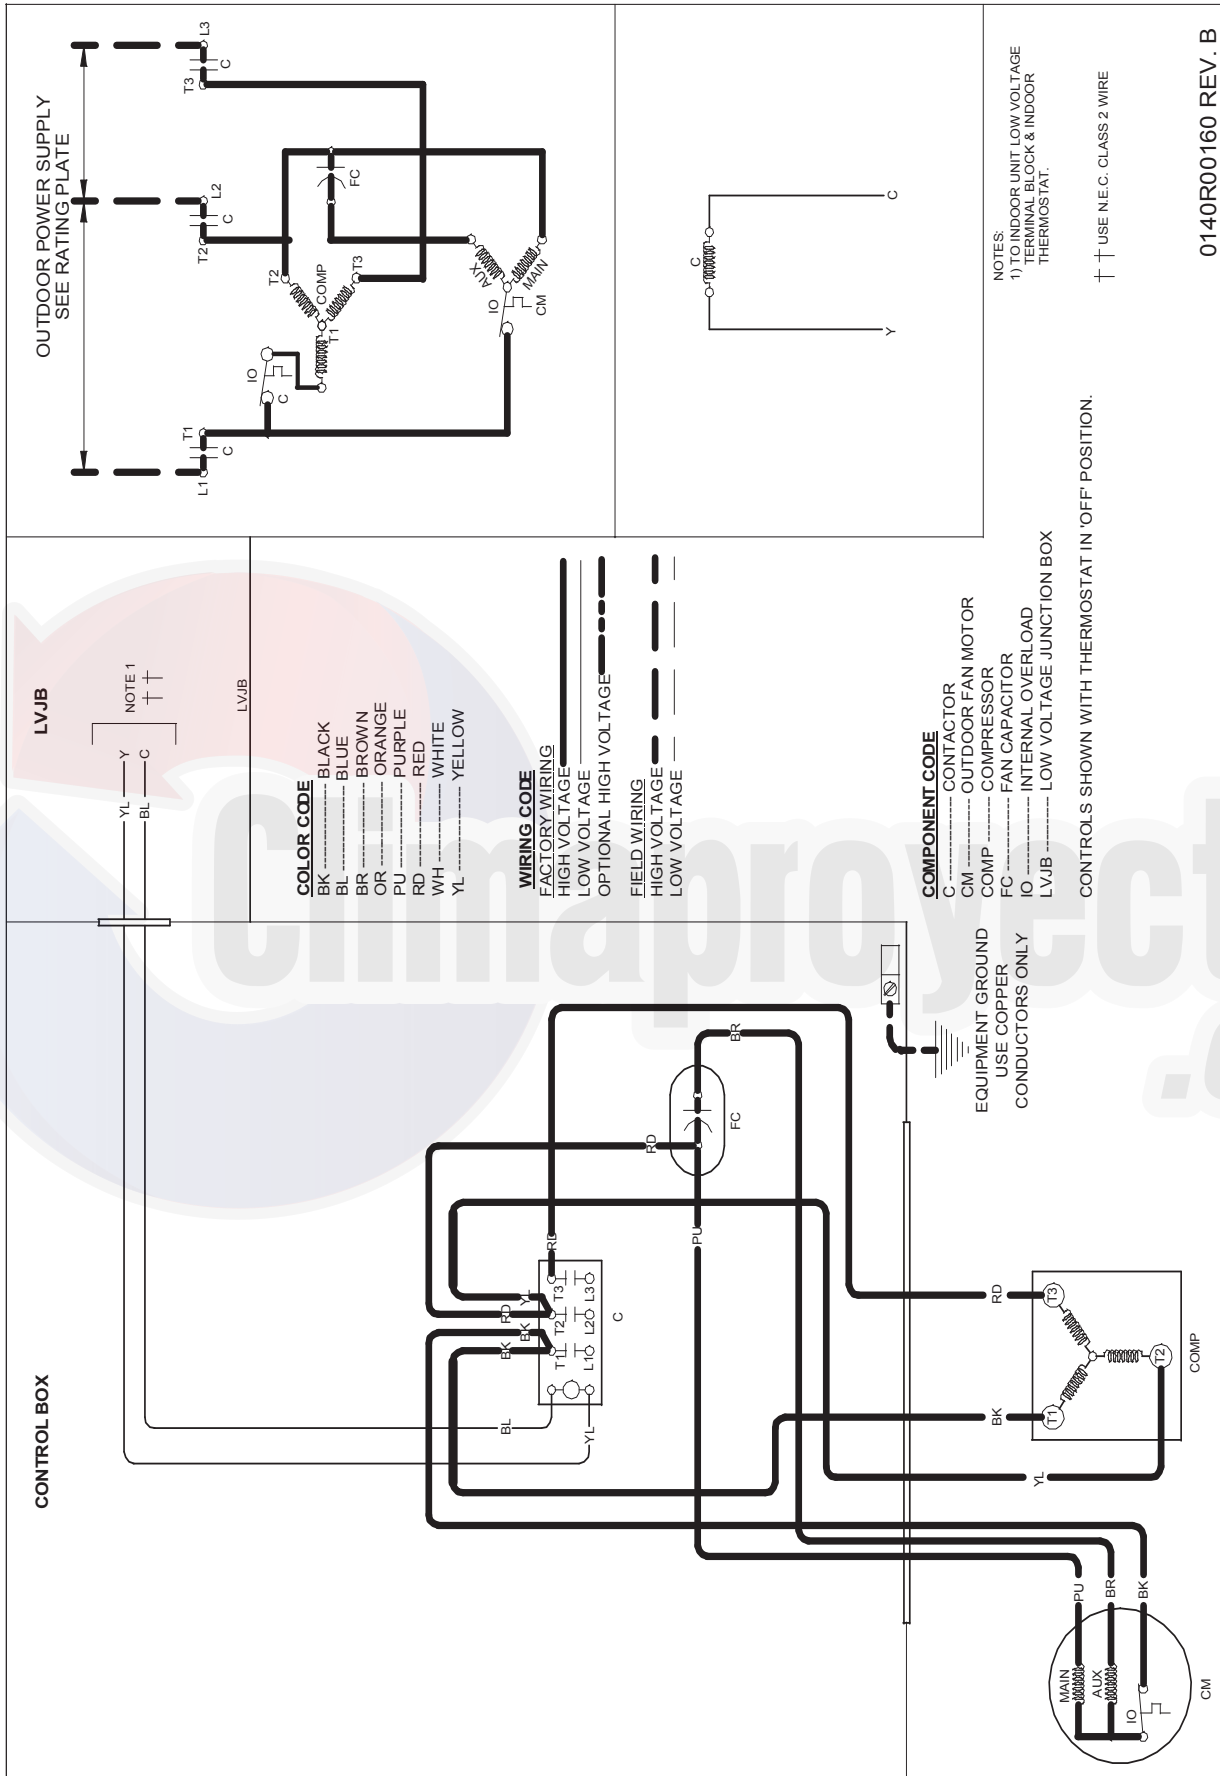 CONTROL BOX
LVJB
YL
Y
BL
C
NOTE 1
LVJB
OUTDOOR POWER SUPPLY
SEE RATING PLATE
L1
C
T1
T2
C
L2
T3
C
L3
IO
C
T1
T2
COMP
T3
FC
AUX
MAIN
IO
CM
C
Y
C
COLOR CODE
BK ---------- BLACK
BL ---------- BLUE
BR ---------- BROWN
OR ---------- ORANGE
PU ---------- PURPLE
RD ---------- RED
WH ---------- WHITE
YL ---------- YELLOW
WIRING CODE
FACTORY WIRING
HIGH VOLTAGE
LOW VOLTAGE
OPTIONAL HIGH VOLTAGE
FIELD WIRING
HIGH VOLTAGE
LOW VOLTAGE
COMPONENT CODE
C ---------- CONTACTOR
CM ---------- OUTDOOR FAN MOTOR
COMP ---------- COMPRESSOR
FC ---------- FAN CAPACITOR
IO ---------- INTERNAL OVERLOAD
LVJB ---------- LOW VOLTAGE JUNCTION BOX
CONTROLS SHOWN WITH THERMOSTAT IN 'OFF' POSITION.
NOTES:
1) TO INDOOR UNIT LOW VOLTAGE
TERMINAL BLOCK & INDOOR
THERMOSTAT.
†† USE N.E.C. CLASS 2 WIRE
0140R00160 REV. B
BL
YL
BK
BK
RD
YL
RD
T1
T2
T3
L1
L2
L3
C
RD
PU
BR
FC
EQUIPMENT GROUND
USE COPPER
CONDUCTORS ONLY
YL
BK
RD
T1
T2
T3
COMP
PU
BR
BK
MAIN
AUX
IO
CM
Climaproyect
.c